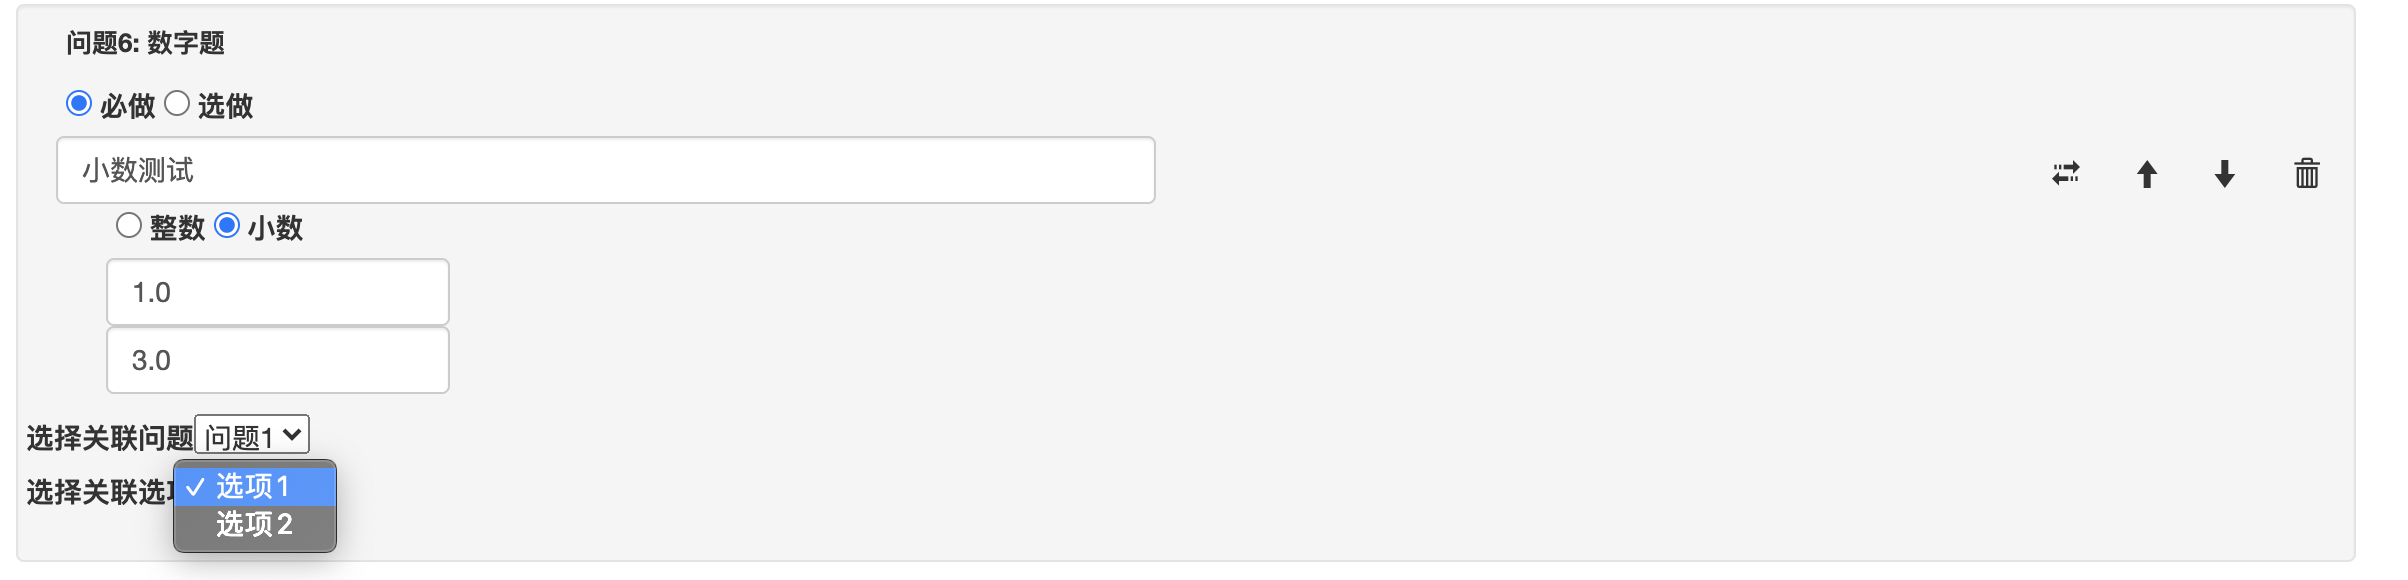 问题6: 数字题
必做 选做
小数测试
整数 小数
1.0
3.0
选择关联问题 问题1
选择关联选
选项1
选项2